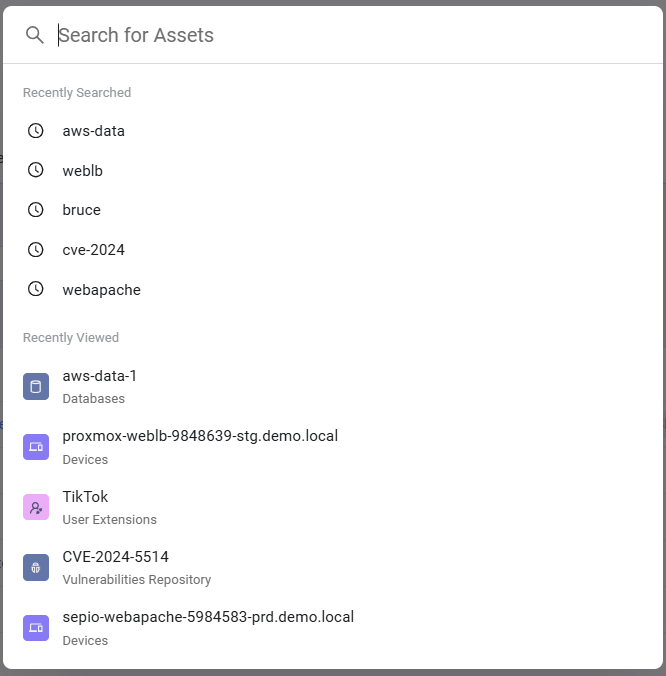 Search for Assets
Recently Searched
aws-data
weblb
bruce
cve-2024
webapache
Recently Viewed
aws-data-1
Databases
proxmox-weblb-9848639-stg.demo.local
Devices
TikTok
User Extensions
CVE-2024-5514
Vulnerabilities Repository
sepio-webapache-5984583-prd.demo.local
Devices